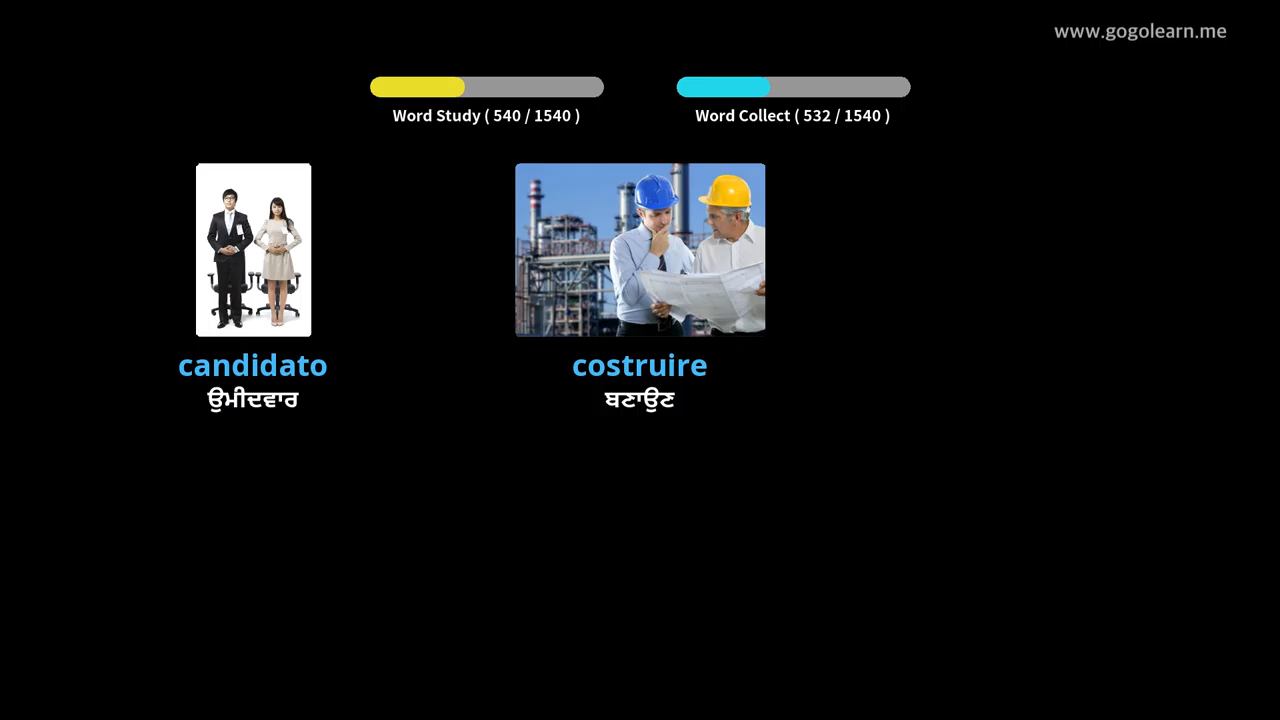 www.gogolearn.me
Word Study ( 540 / 1540 )
Word Collect ( 532 / 1540 )
candidato
ਉਮੀਦਵਾਰ
costruire
ਬਣਾਉਣ